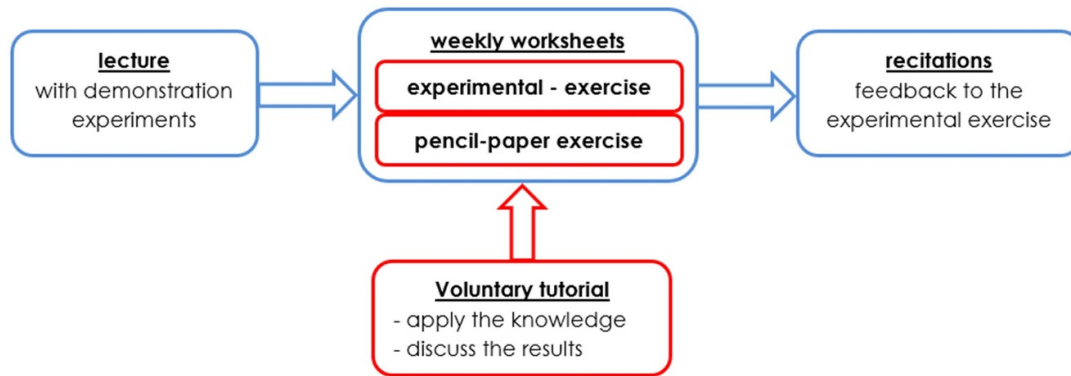 lecture
with demonstration
experiments
weekly worksheets
experimental - exercise
pencil-paper exercise
recitations
feedback to the
experimental exercise
Voluntary tutorial
- apply the knowledge
- discuss the results